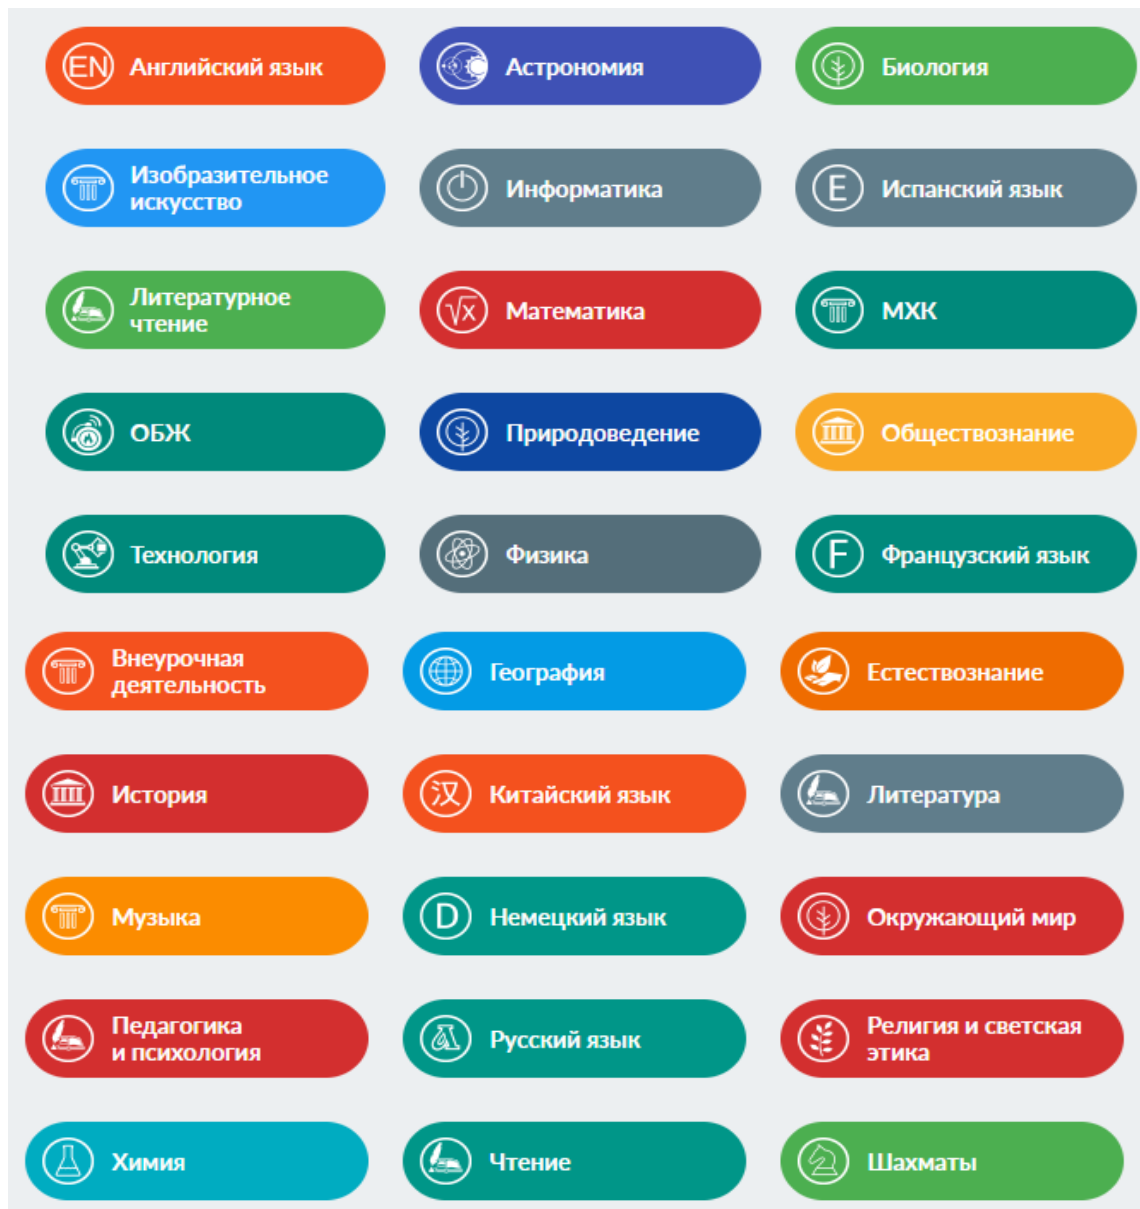 EN Английский язык
Астрономия
Биология
Изобразительное
искусство
Информатика
E Испанский язык
Литературное
чтение
√x Математика
МХК
ОБЖ
Природоведение
Обществознание
Технология
Физика
F Французский язык
Внеурочная
деятельность
География
Естествознание
История
汉 Китайский язык
Литература
Музыка
D Немецкий язык
Окружающий мир
Педагогика
и психология
Русский язык
Религия и светская
этика
Химия
Чтение
Шахматы